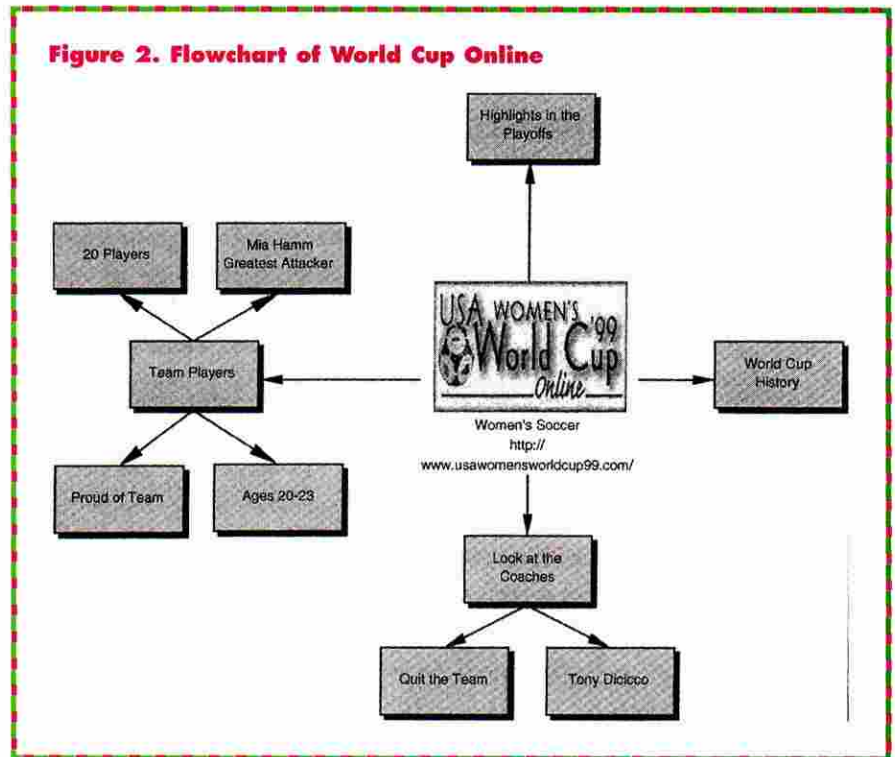 Figure 2. Flowchart of World Cup Online
Highlights in the
Playoffs
20 Players
Mia Hamm
Greatest Attacker
USA WOMEN'S '99
World Cup
Online
Team Players
World Cup
History
Women's Soccer
http://
www.usawomensworldcup99.com/
Proud of Team
Ages 20-23
Look at the
Coaches
Quit the Team
Tony Dicicco